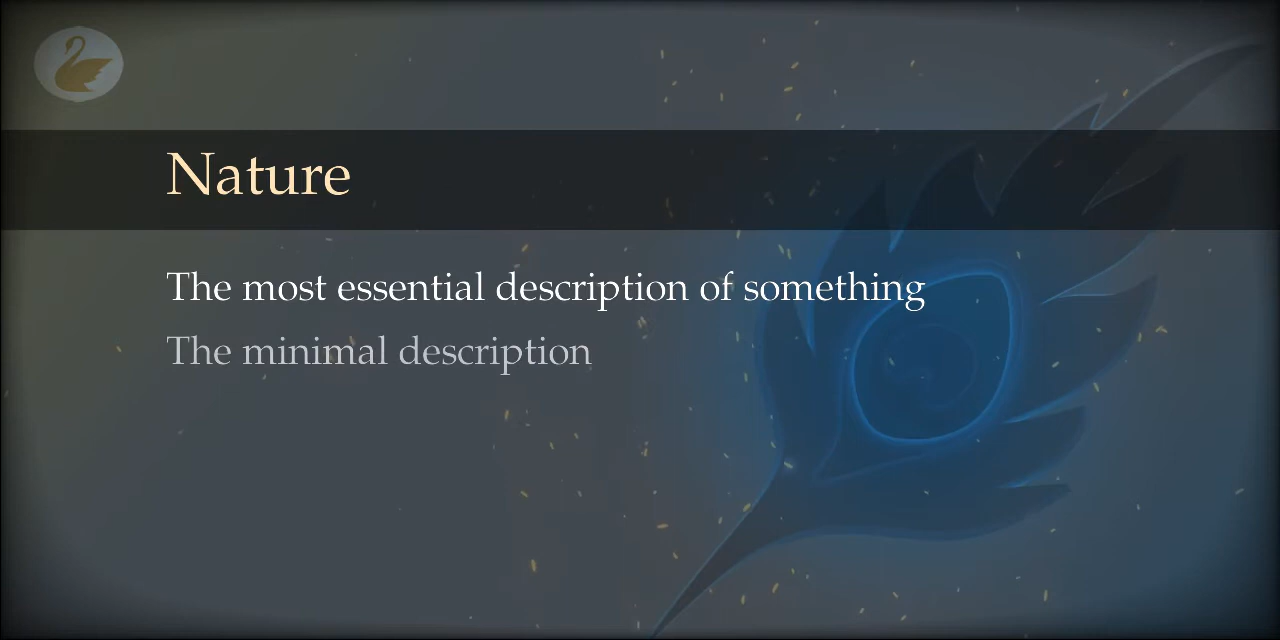 Nature
The most essential description of something
The minimal description